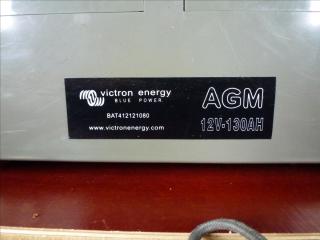 victron energy
BLUE POWER
AGM
BAT412121080
12V-130AH
www.victronenergy.com